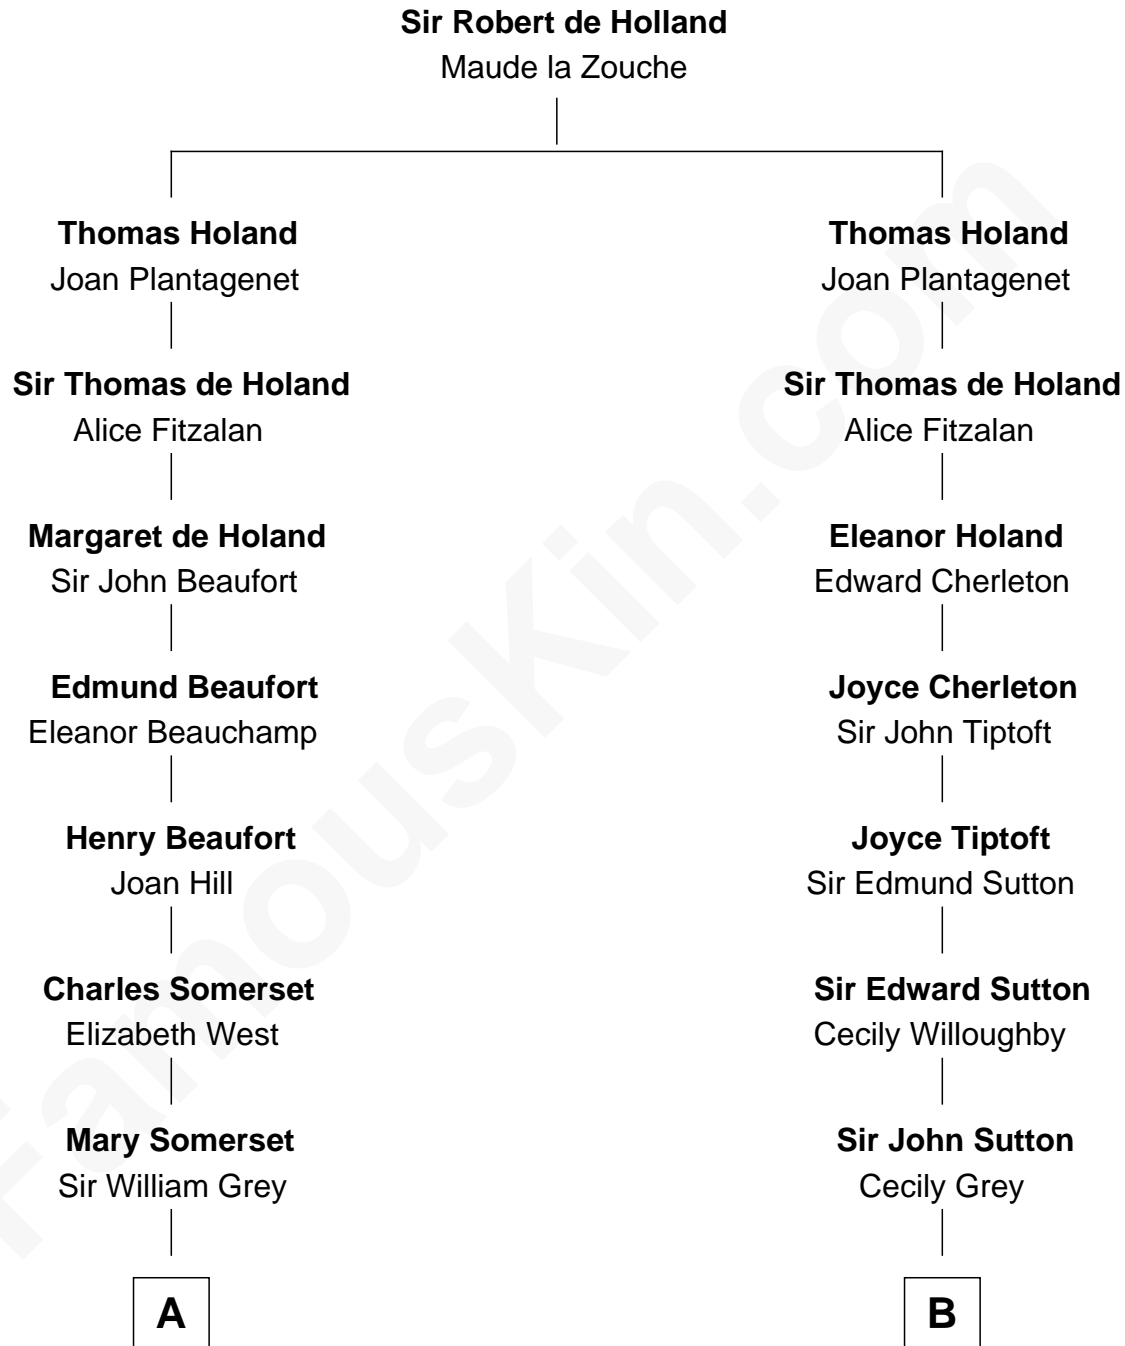 Sir Robert de Holland
Maude la Zouche
Thomas Holand
Joan Plantagenet
Sir Thomas de Holand
Alice Fitzalan
Margaret de Holand
Sir John Beaufort
Edmund Beaufort
Eleanor Beauchamp
Henry Beaufort
Joan Hill
Charles Somerset
Elizabeth West
Mary Somerset
Sir William Grey
A
Thomas Holand
Joan Plantagenet
Sir Thomas de Holand
Alice Fitzalan
Eleanor Holand
Edward Cherleton
Joyce Cherleton
Sir John Tiptoft
Joyce Tiptoft
Sir Edmund Sutton
Sir Edward Sutton
Cecily Willoughby
Sir John Sutton
Cecily Grey
B
FamousKin.com